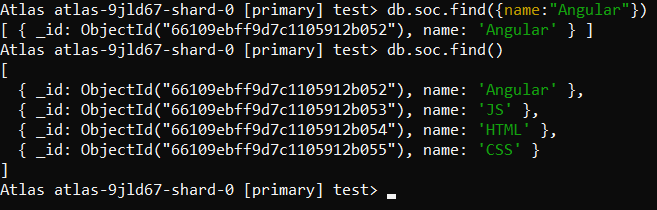 Atlas atlas-9jld67-shard-0 [primary] test> db.soc.find({name:"Angular"})
[ { _id: ObjectId("66109ebff9d7c1105912b052"), name: 'Angular' } ]
Atlas atlas-9jld67-shard-0 [primary] test> db.soc.find()
[
  { _id: ObjectId("66109ebff9d7c1105912b052"), name: 'Angular' },
  { _id: ObjectId("66109ebff9d7c1105912b053"), name: 'JS' },
  { _id: ObjectId("66109ebff9d7c1105912b054"), name: 'HTML' },
  { _id: ObjectId("66109ebff9d7c1105912b055"), name: 'CSS' }
]
Atlas atlas-9jld67-shard-0 [primary] test>